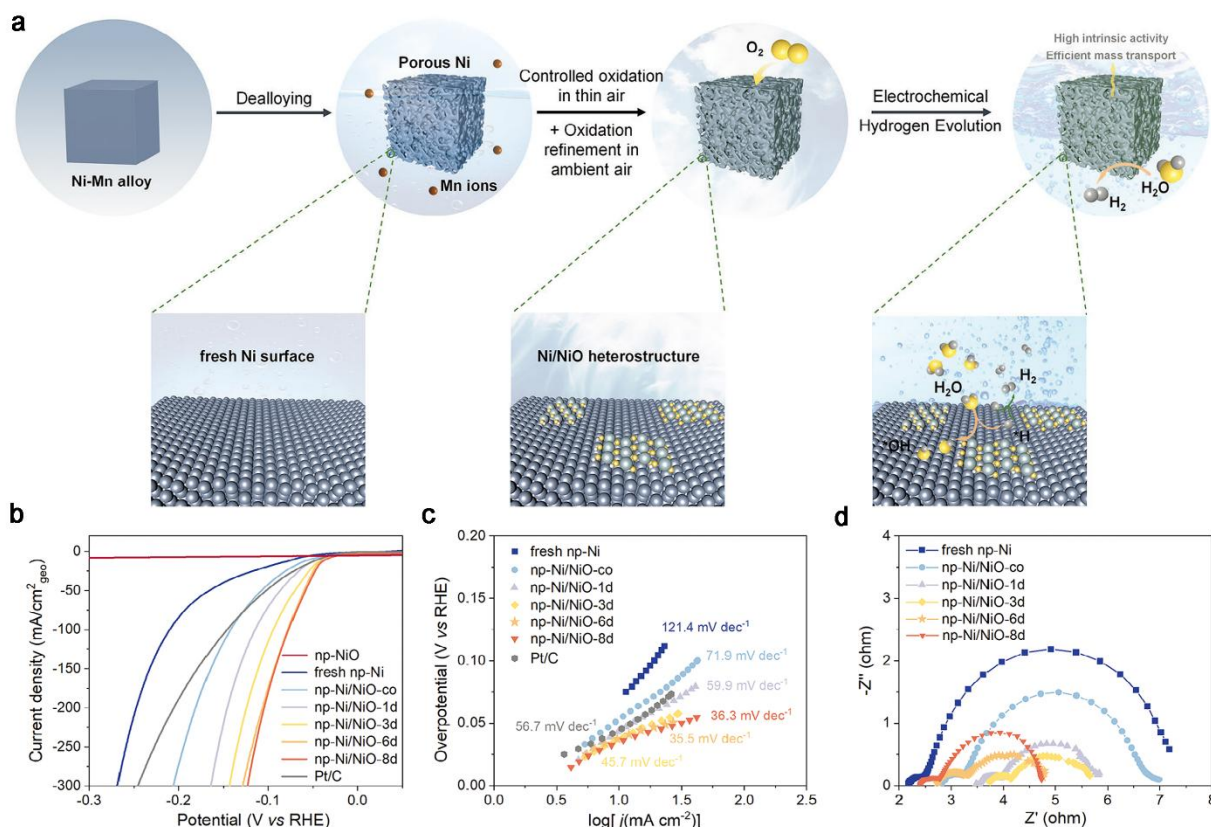 a
Ni-Mn alloy
Dealloying
Porous Ni
Mn ions
Controlled oxidation
in thin air
+ Oxidation
refinement in
ambient air
O2
Electrochemical
Hydrogen Evolution
High intrinsic activity
Efficient mass transport
H2
H2O
fresh Ni surface
Ni/NiO heterostructure
H2O
H2
*OH
*H
b
Current density (mA/cm²geo)
0
-50
-100
-150
-200
-250
-300
-0.3
-0.2
-0.1
0.0
Potential (V vs RHE)
np-NiO
fresh np-Ni
np-Ni/NiO-co
np-Ni/NiO-1d
np-Ni/NiO-3d
np-Ni/NiO-6d
np-Ni/NiO-8d
Pt/C
c
Overpotential (V vs RHE)
0.20
0.15
0.10
0.05
0.00
0.0
0.5
1.0
1.5
2.0
log[ j(mA cm⁻²)]
fresh np-Ni
np-Ni/NiO-co
np-Ni/NiO-1d
np-Ni/NiO-3d
np-Ni/NiO-6d
np-Ni/NiO-8d
Pt/C
121.4 mV dec⁻¹
71.9 mV dec⁻¹
59.9 mV dec⁻¹
56.7 mV dec⁻¹
36.3 mV dec⁻¹
35.5 mV dec⁻¹
45.7 mV dec⁻¹
d
-Z'' (ohm)
4
3
2
1
0
2
3
4
5
6
7
8
Z' (ohm)
fresh np-Ni
np-Ni/NiO-co
np-Ni/NiO-1d
np-Ni/NiO-3d
np-Ni/NiO-6d
np-Ni/NiO-8d